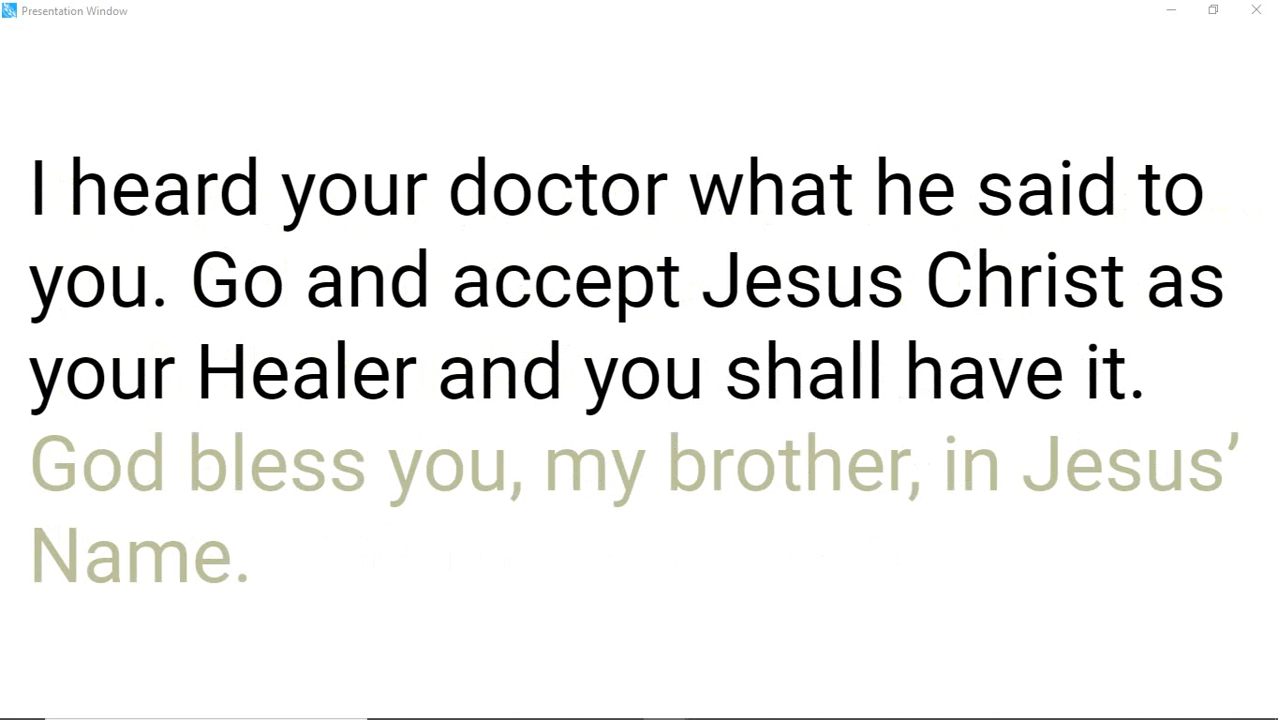 Presentation Window
I heard your doctor what he said to
you. Go and accept Jesus Christ as
your Healer and you shall have it.
God bless you, my brother, in Jesus’
Name.